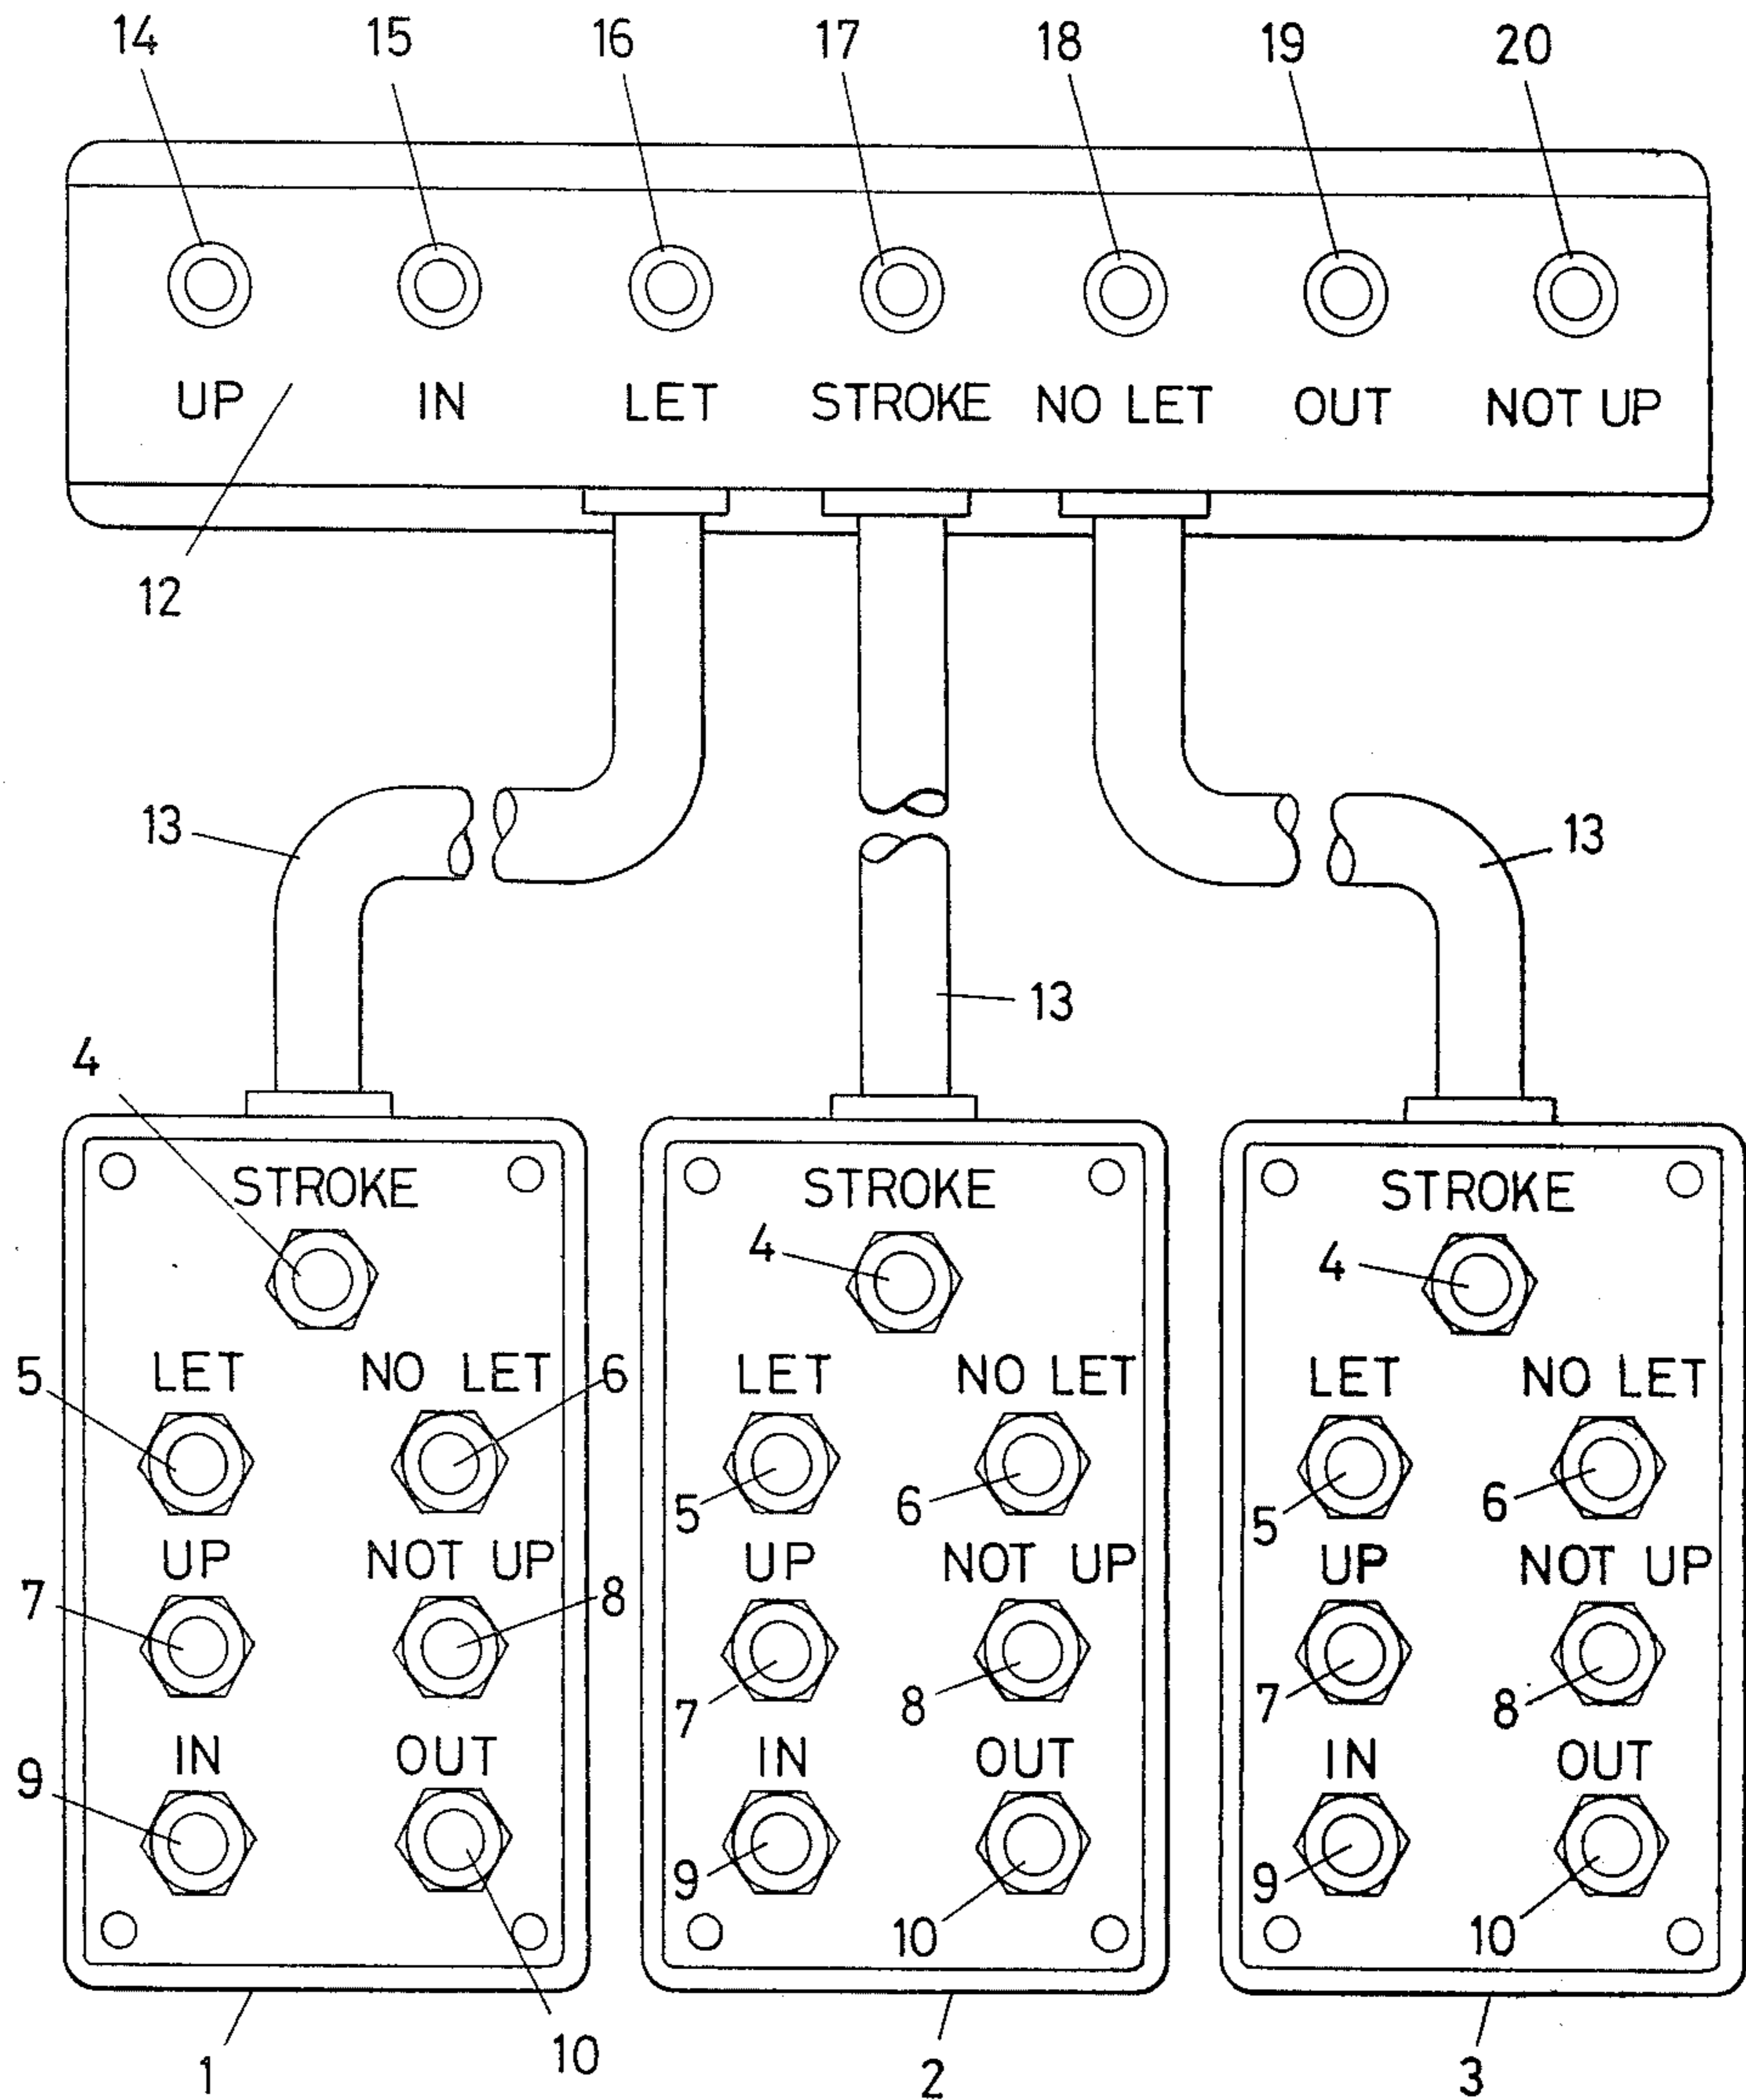 14 15 16 17 18 19 20
UP IN LET STROKE NO LET OUT NOT UP
12
13 13
13
4
STROKE STROKE STROKE
4 4
LET NO LET LET NO LET LET NO LET
5 6
5 6 5 6
UP NOT UP UP NOT UP UP NOT UP
7 8
7 8 7 8
IN OUT IN OUT IN OUT
9
9 10 9 10
1 10 2 3